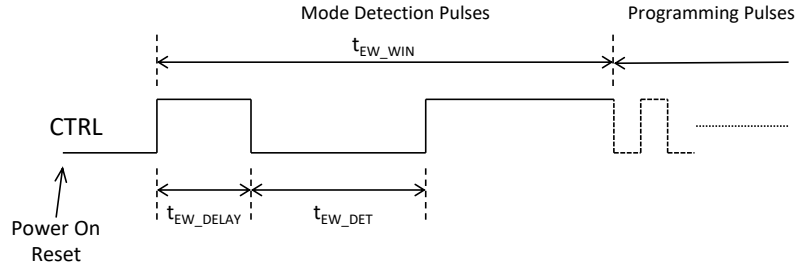 Mode Detection Pulses
Programming Pulses
tEW_WIN
CTRL
tEW_DELAY
tEW_DET
Power On
Reset